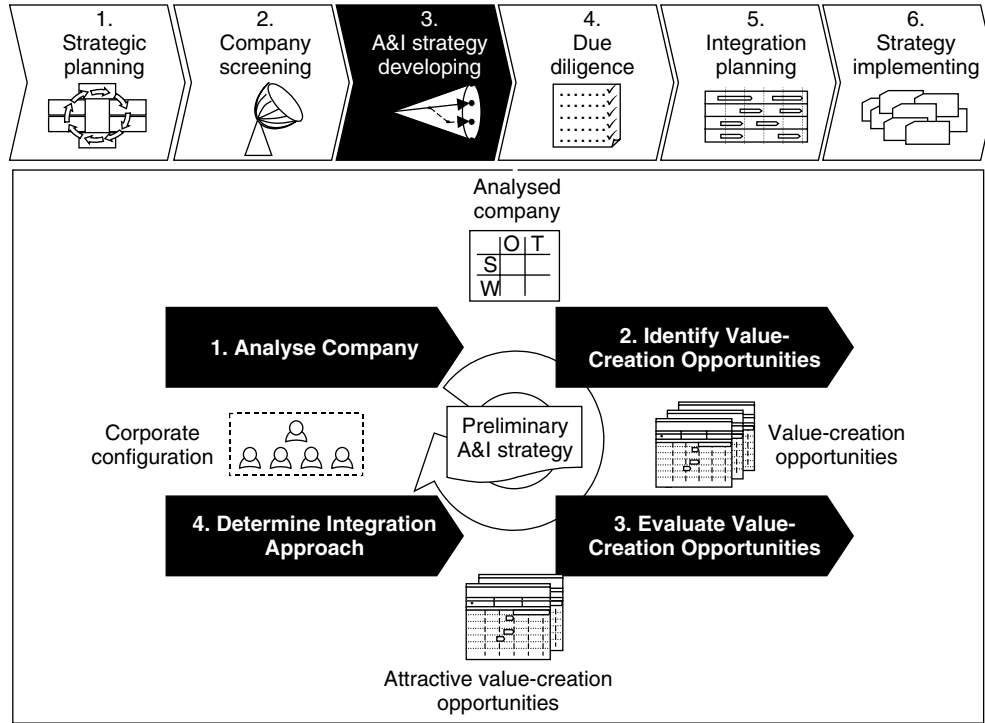 1.
Strategic
planning
2.
Company
screening
3.
A&I strategy
developing
4.
Due
diligence
5.
Integration
planning
6.
Strategy
implementing
Analysed
company
O T
S
W
1. Analyse Company
2. Identify Value-
Creation Opportunities
Corporate
configuration
Preliminary
A&I strategy
Value-creation
opportunities
4. Determine Integration
Approach
3. Evaluate Value-
Creation Opportunities
Attractive value-creation
opportunities